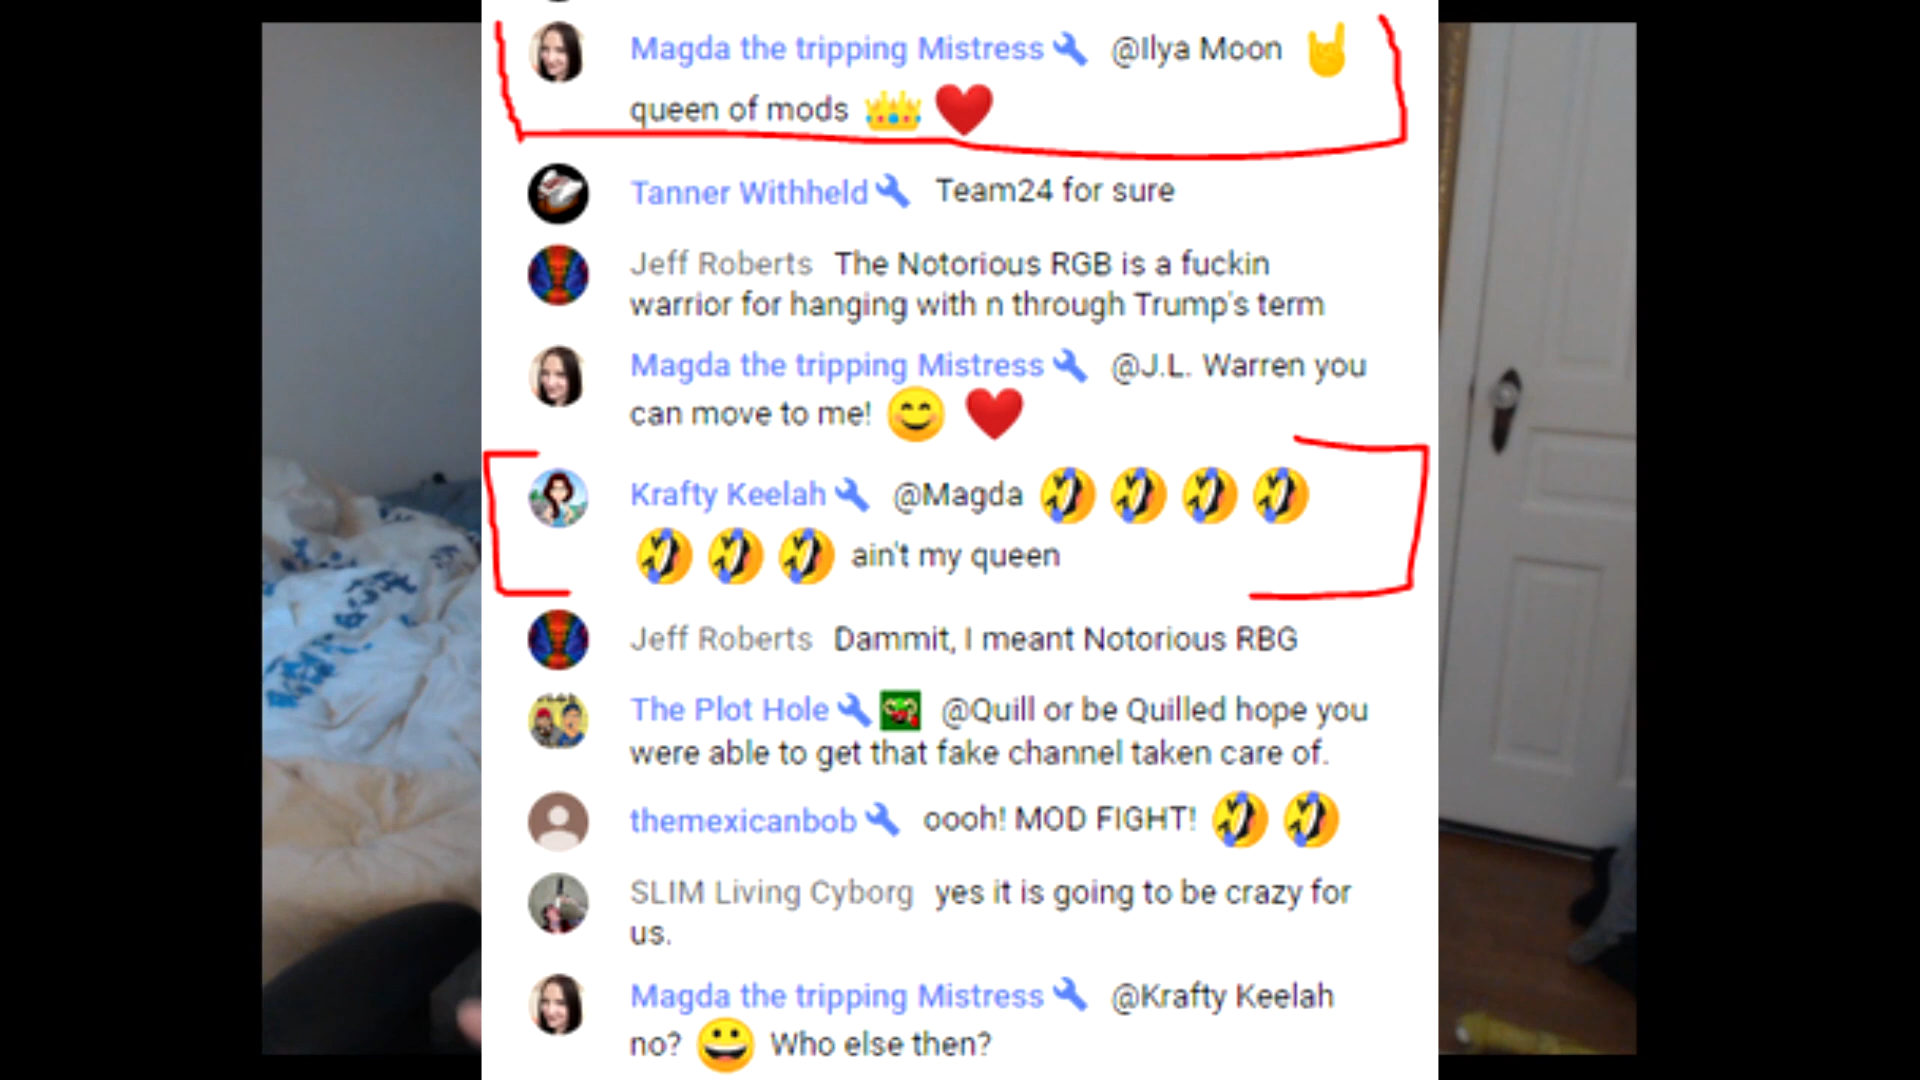 Magda the tripping Mistress @Ilya Moon
queen of mods
Tanner Withheld Team24 for sure
Jeff Roberts The Notorious RGB is a fuckin
warrior for hanging with n through Trump's term
Magda the tripping Mistress @J.L. Warren you
can move to me!
Krafty Keelah @Magda
ain't my queen
Jeff Roberts Dammit, I meant Notorious RBG
The Plot Hole @Quill or be Quilled hope you
were able to get that fake channel taken care of.
themexicanbob oooh! MOD FIGHT!
SLIM Living Cyborg yes it is going to be crazy for
us.
Magda the tripping Mistress @Krafty Keelah
no? Who else then?